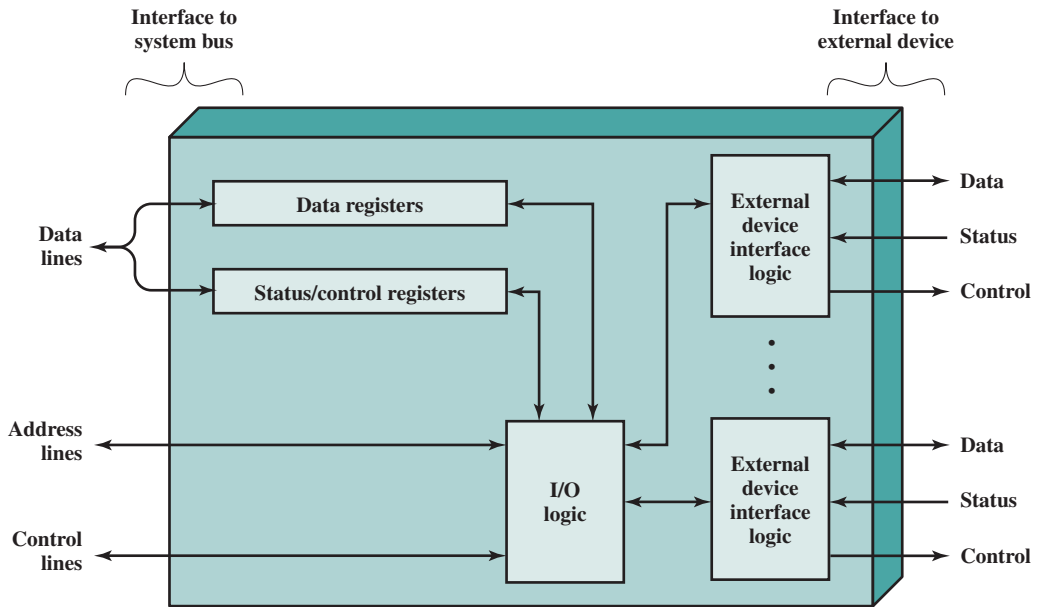 Interface to
system bus
Interface to
external device
Data registers
Data
lines
Status/control registers
External
device
interface
logic
Data
Status
Control
Address
lines
I/O
logic
Control
lines
External
device
interface
logic
Data
Status
Control